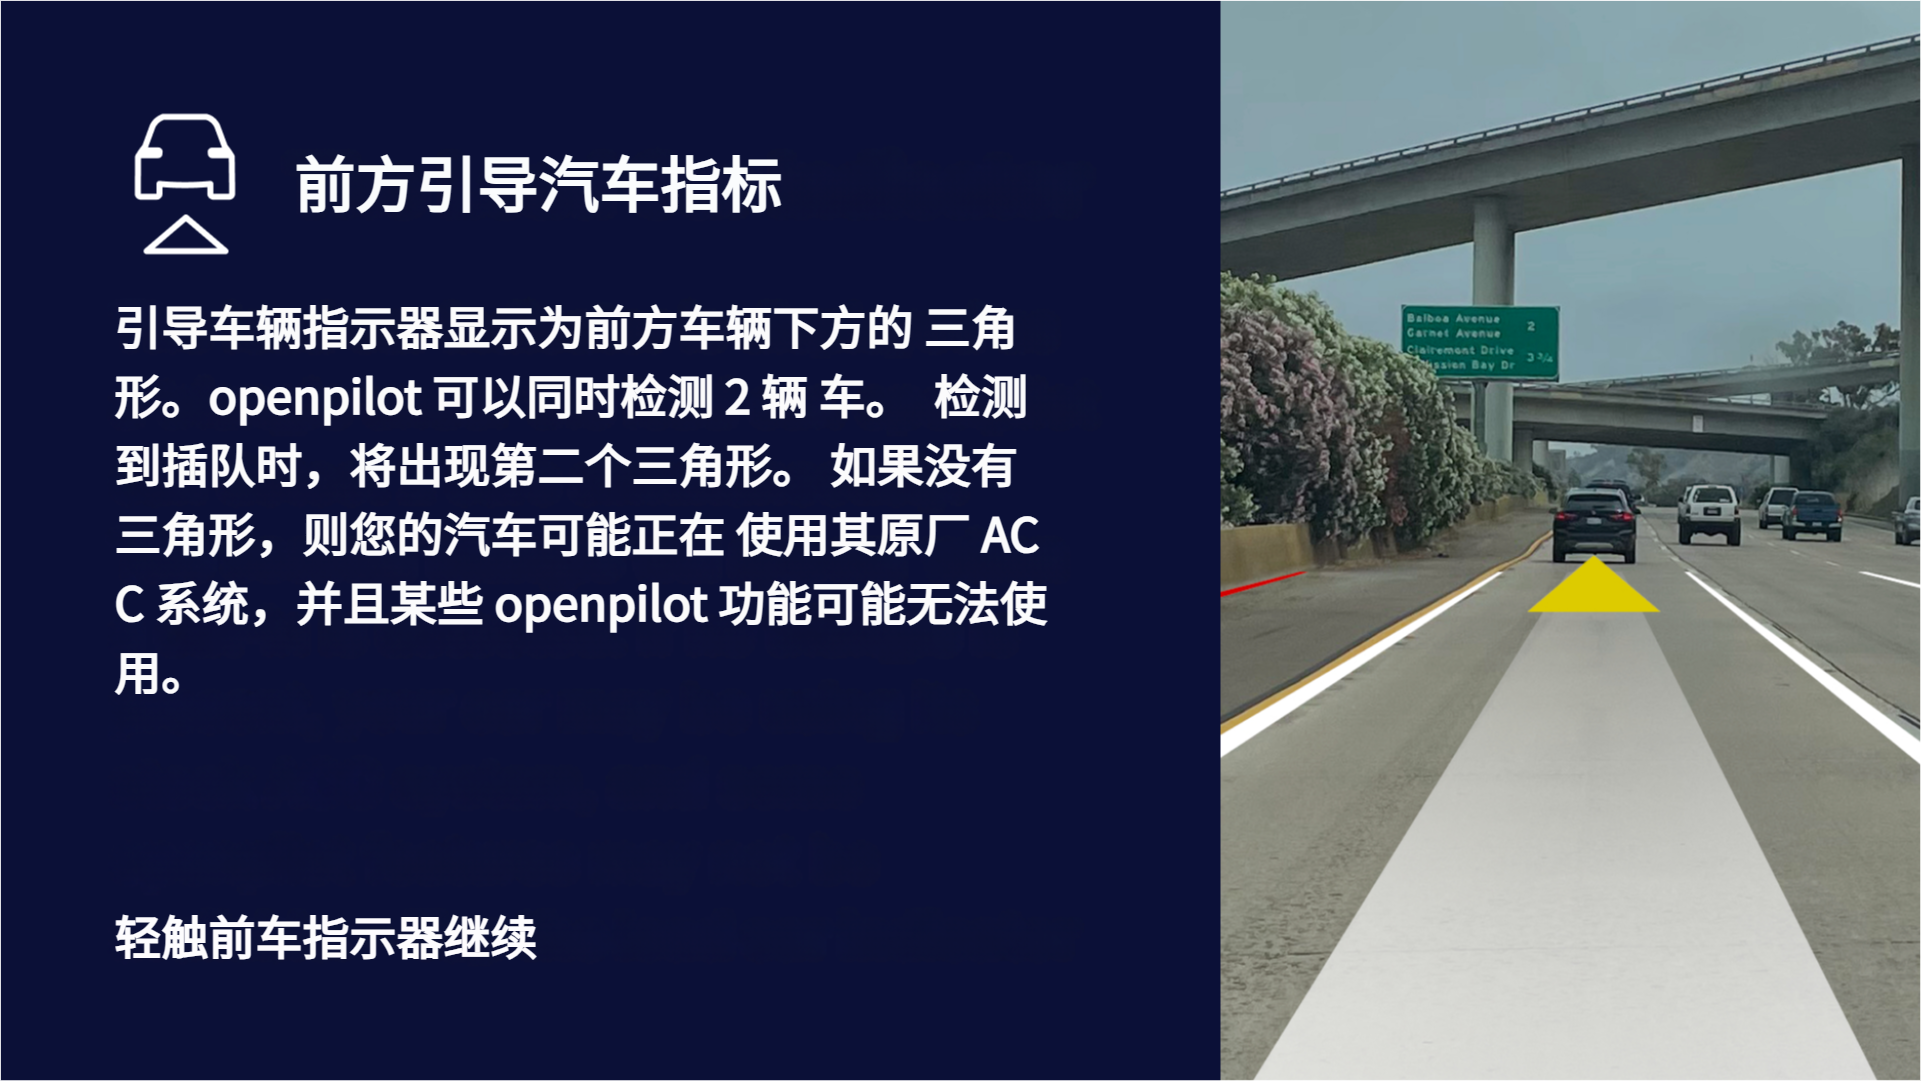 前方引导汽车指标
引导车辆指示器显示为前方车辆下方的 三角
形。openpilot 可以同时检测 2 辆 车。 检测
到插队时，将出现第二个三角形。 如果没有
三角形，则您的汽车可能正在 使用其原厂 AC
C 系统，并且某些 openpilot 功能可能无法使
用。
轻触前车指示器继续
Balboa Avenue 2
Garnet Avenue
Clairemont Drive 3 3/4
ission Bay Dr